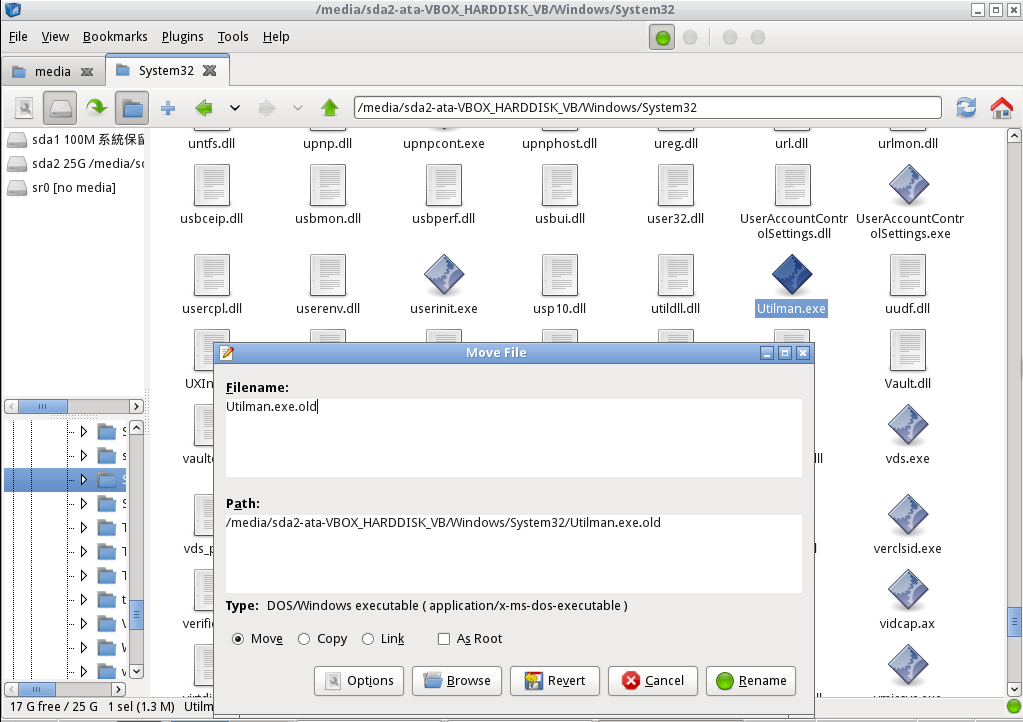 /media/sda2-ata-VBOX_HARDDISK_VB/Windows/System32
File View Bookmarks Plugins Tools Help
media System32
/media/sda2-ata-VBOX_HARDDISK_VB/Windows/System32
sda1 100M 系統保留
sda2 25G /media/sd
sr0 [no media]
untfs.dll upnp.dll upnpcont.exe upnphost.dll ureg.dll url.dll urlmon.dll
usbceip.dll usbmon.dll usbperf.dll usbui.dll user32.dll UserAccountContr UserAccountContr
olSettings.dll olSettings.exe
usercpl.dll userenv.dll userinit.exe usp10.dll utildll.dll Utilman.exe uudf.dll
UXIn Vault.dll
vault vds.exe
vds_p verclsid.exe
verifi vidcap.ax
Move File
Filename:
Utilman.exe.old
Path:
/media/sda2-ata-VBOX_HARDDISK_VB/Windows/System32/Utilman.exe.old
Type: DOS/Windows executable ( application/x-ms-dos-executable )
Move Copy Link As Root
Options Browse Revert Cancel Rename
17 G free / 25 G 1 sel (1.3 M) Utilm